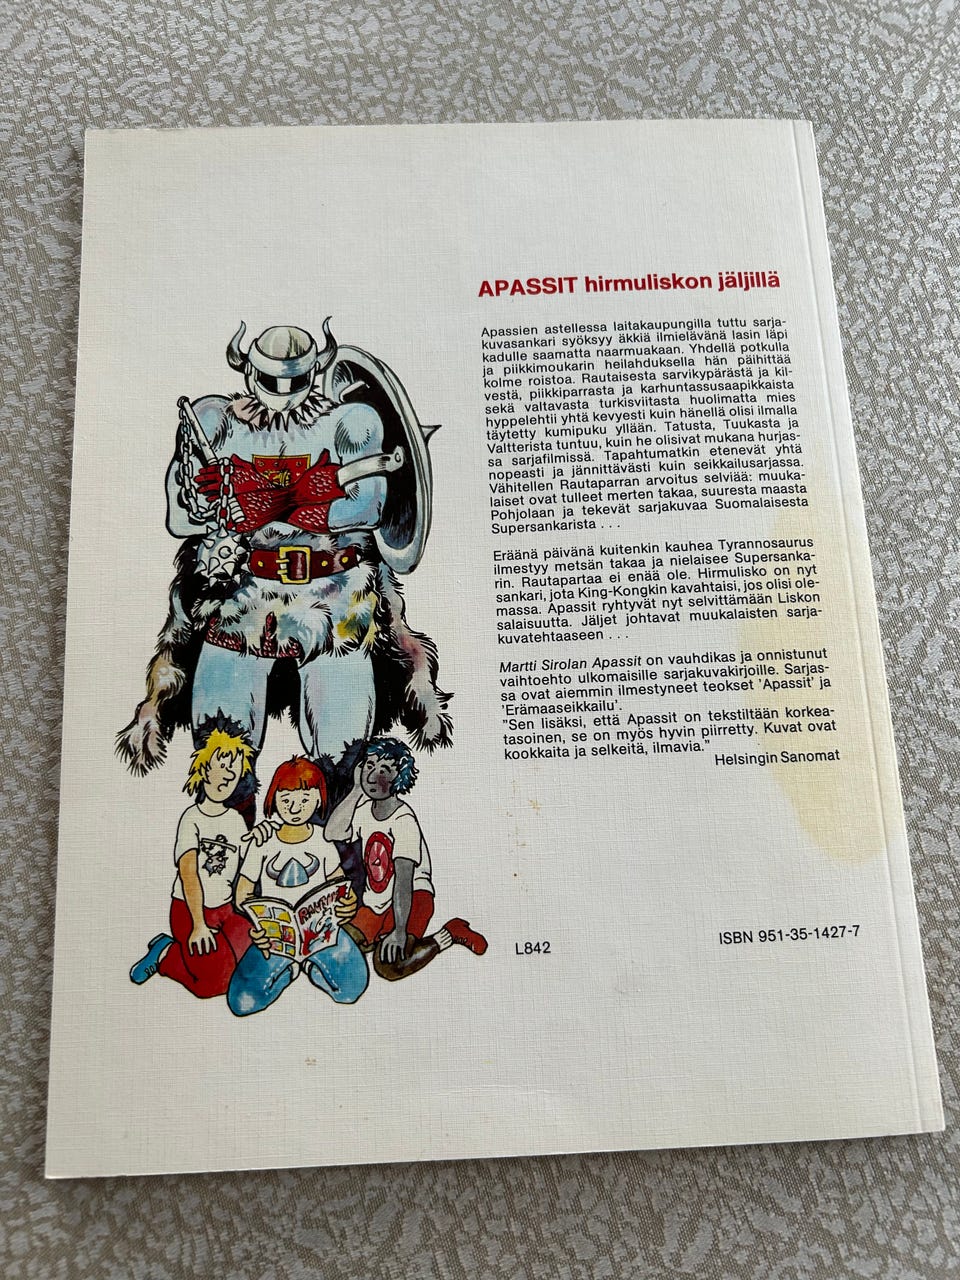 APASSIT hirmuliskon jäljillä
Apassien astellessa laitakaupungilla tuttu sarja-
kuvasankari syöksyy äkkiä ilmielävänä lasin läpi
kadulle saamatta naarmuakaan. Yhdellä potkulla
ja piikkimoukarin heilahduksella hän päihittää
kolme roistoa. Rautaisesta sarvikypärästä ja kil-
vestä, piikkiparrasta ja karhuntassusaapikkaista
sekä valtavasta turkisviitasta huolimatta mies
hyppelehtii yhtä kevyesti kuin hänellä olisi ilmalla
täytetty kumipuku yllään. Tatusta, Tuukasta ja
Valtterista tuntuu, kuin he olisivat mukana hurjas-
sa sarjafilmissä. Tapahtumatkin etenevät yhtä
nopeasti ja jännittävästi kuin seikkailusarjassa.
Vähitellen Rautaparran arvoitus selviää: muuka-
laiset ovat tulleet merten takaa, suuresta maasta
Pohjolaan ja tekevät sarjakuvaa Suomalaisesta
Supersankarista . . .
Eräänä päivänä kuitenkin kauhea Tyrannosaurus
ilmestyy metsän takaa ja nielaisee Supersanka-
rin. Rautapartaa ei enää ole. Hirmulisko on nyt
sankari, jota King-Kongkin kavahtaisi, jos olisi ole-
massa. Apassit ryhtyvät nyt selvittämään Liskon
salaisuutta. Jäljet johtavat muukalaisten sarja-
kuvatehtaaseen . . .
Martti Sirolan Apassit on vauhdikas ja onnistunut
vaihtoehto ulkomaisille sarjakuvakirjoille. Sarjas-
sa ovat aiemmin ilmestyneet teokset 'Apassit' ja
'Erämaaseikkailu'.
"Sen lisäksi, että Apassit on tekstiltään korkea-
tasoinen, se on myös hyvin piirretty. Kuvat ovat
kookkaita ja selkeitä, ilmavia."
Helsingin Sanomat
L842
ISBN 951-35-1427-7